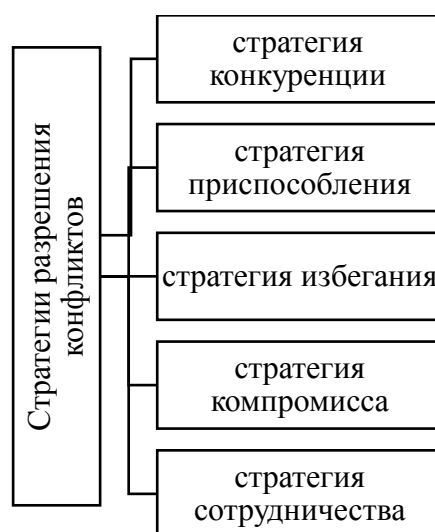 Стратегии разрешения
конфликтов
стратегия
конкуренции
стратегия
приспособления
стратегия избегания
стратегия
компромисса
стратегия
сотрудничества